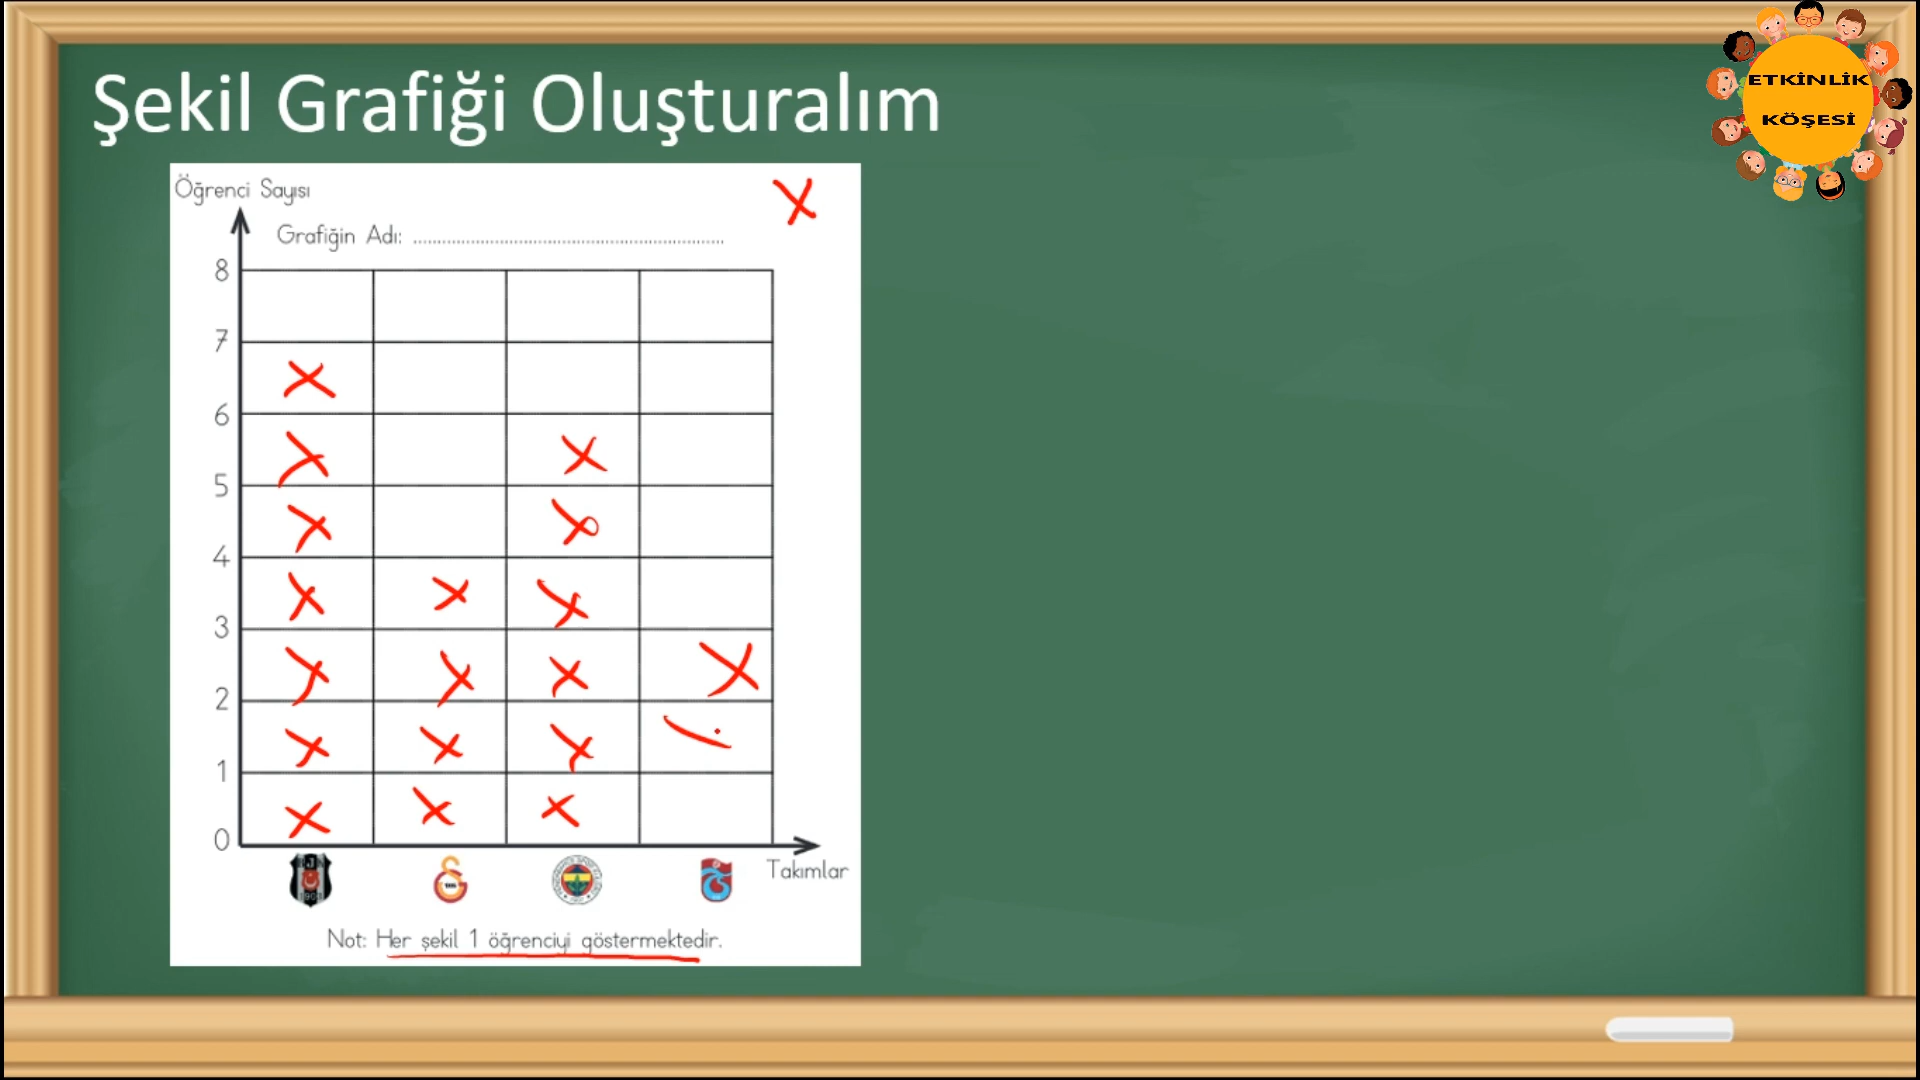 Şekil Grafiği Oluşturalım
ETKİNLİK
KÖŞESİ
Öğrenci Sayısı
X
Grafiğin Adı: ......................................................
8
7
6
5
4
3
2
1
0
Takımlar
Not: Her şekil 1 öğrenciyi göstermektedir.